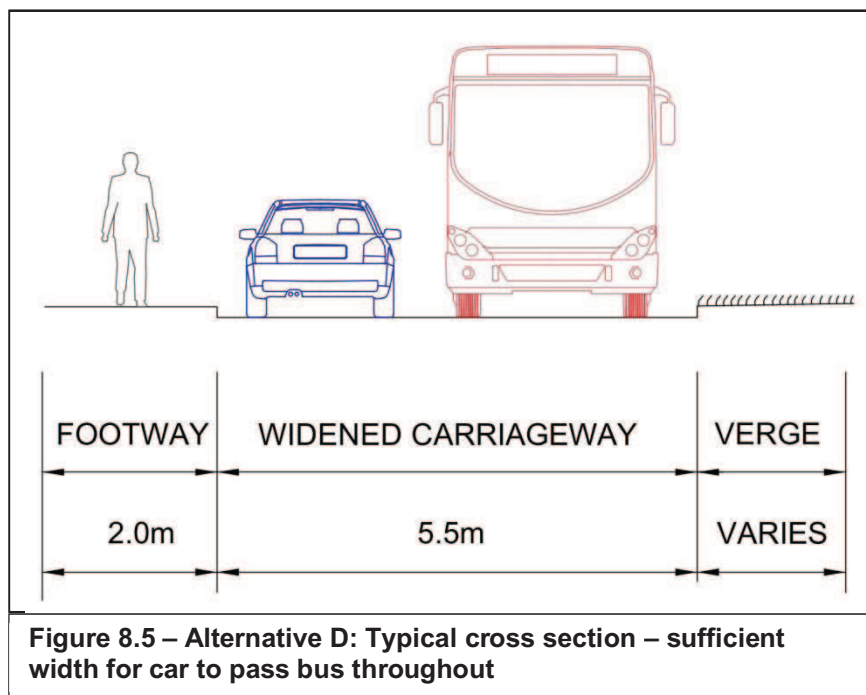 FOOTWAY WIDENED CARRIAGEWAY VERGE
2.0m 5.5m VARIES
Figure 8.5 – Alternative D: Typical cross section – sufficient
width for car to pass bus throughout